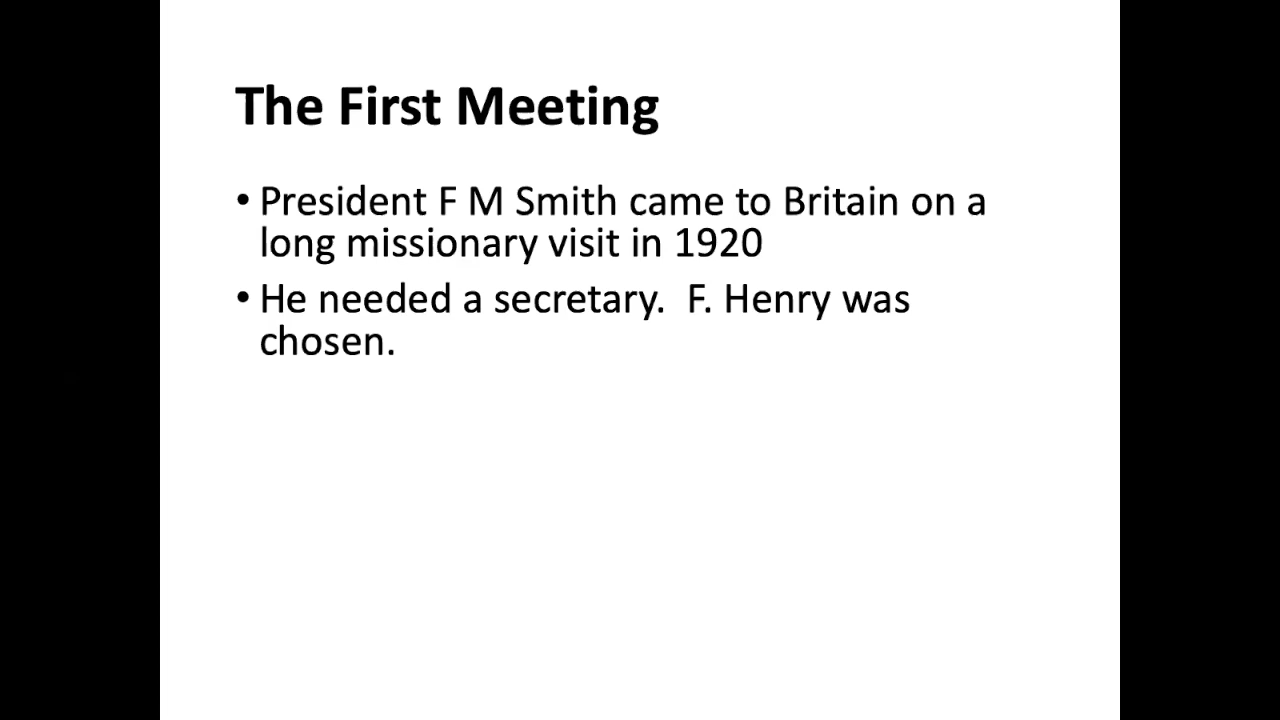 The First Meeting
• President F M Smith came to Britain on a
long missionary visit in 1920
• He needed a secretary.  F. Henry was
chosen.